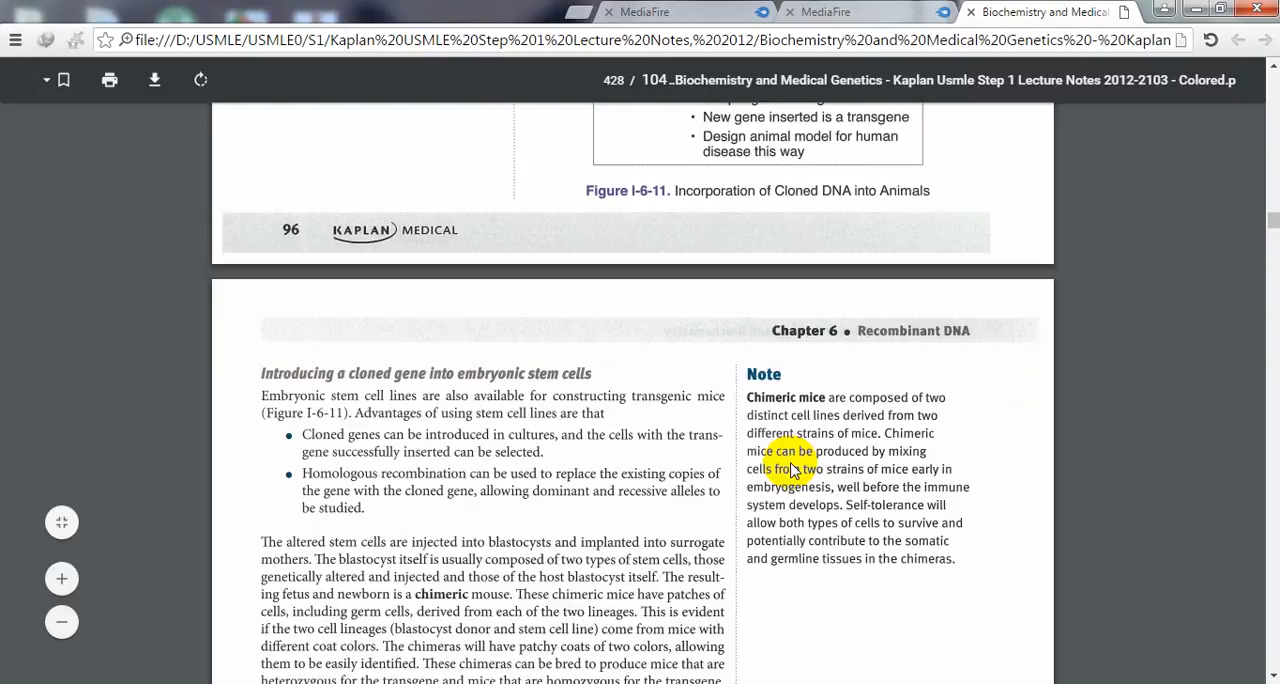 MediaFire
MediaFire
Biochemistry and Medical
file:///D:/USMLE/USMLE0/S1/Kaplan%20USMLE%20Step%201%20Lecture%20Notes,%202012/Biochemistry%20and%20Medical%20Genetics%20-%20Kaplan
428 / 104
..Biochemistry and Medical Genetics - Kaplan Usmle Step 1 Lecture Notes 2012-2103 - Colored.p
• New gene inserted is a transgene
• Design animal model for human
disease this way
Figure I-6-11. Incorporation of Cloned DNA into Animals
96 KAPLAN MEDICAL
Chapter 6 • Recombinant DNA
Introducing a cloned gene into embryonic stem cells
Embryonic stem cell lines are also available for constructing transgenic mice
(Figure I-6-11). Advantages of using stem cell lines are that
• Cloned genes can be introduced in cultures, and the cells with the trans-
gene successfully inserted can be selected.
• Homologous recombination can be used to replace the existing copies of
the gene with the cloned gene, allowing dominant and recessive alleles to
be studied.
The altered stem cells are injected into blastocysts and implanted into surrogate
mothers. The blastocyst itself is usually composed of two types of stem cells, those
genetically altered and injected and those of the host blastocyst itself. The result-
ing fetus and newborn is a chimeric mouse. These chimeric mice have patches of
cells, including germ cells, derived from each of the two lineages. This is evident
if the two cell lineages (blastocyst donor and stem cell line) come from mice with
different coat colors. The chimeras will have patchy coats of two colors, allowing
them to be easily identified. These chimeras can be bred to produce mice that are
heterozygous for the transgene and mice that are homozygous for the transgene.
Note
Chimeric mice are composed of two
distinct cell lines derived from two
different strains of mice. Chimeric
mice can be produced by mixing
cells from two strains of mice early in
embryogenesis, well before the immune
system develops. Self-tolerance will
allow both types of cells to survive and
potentially contribute to the somatic
and germline tissues in the chimeras.